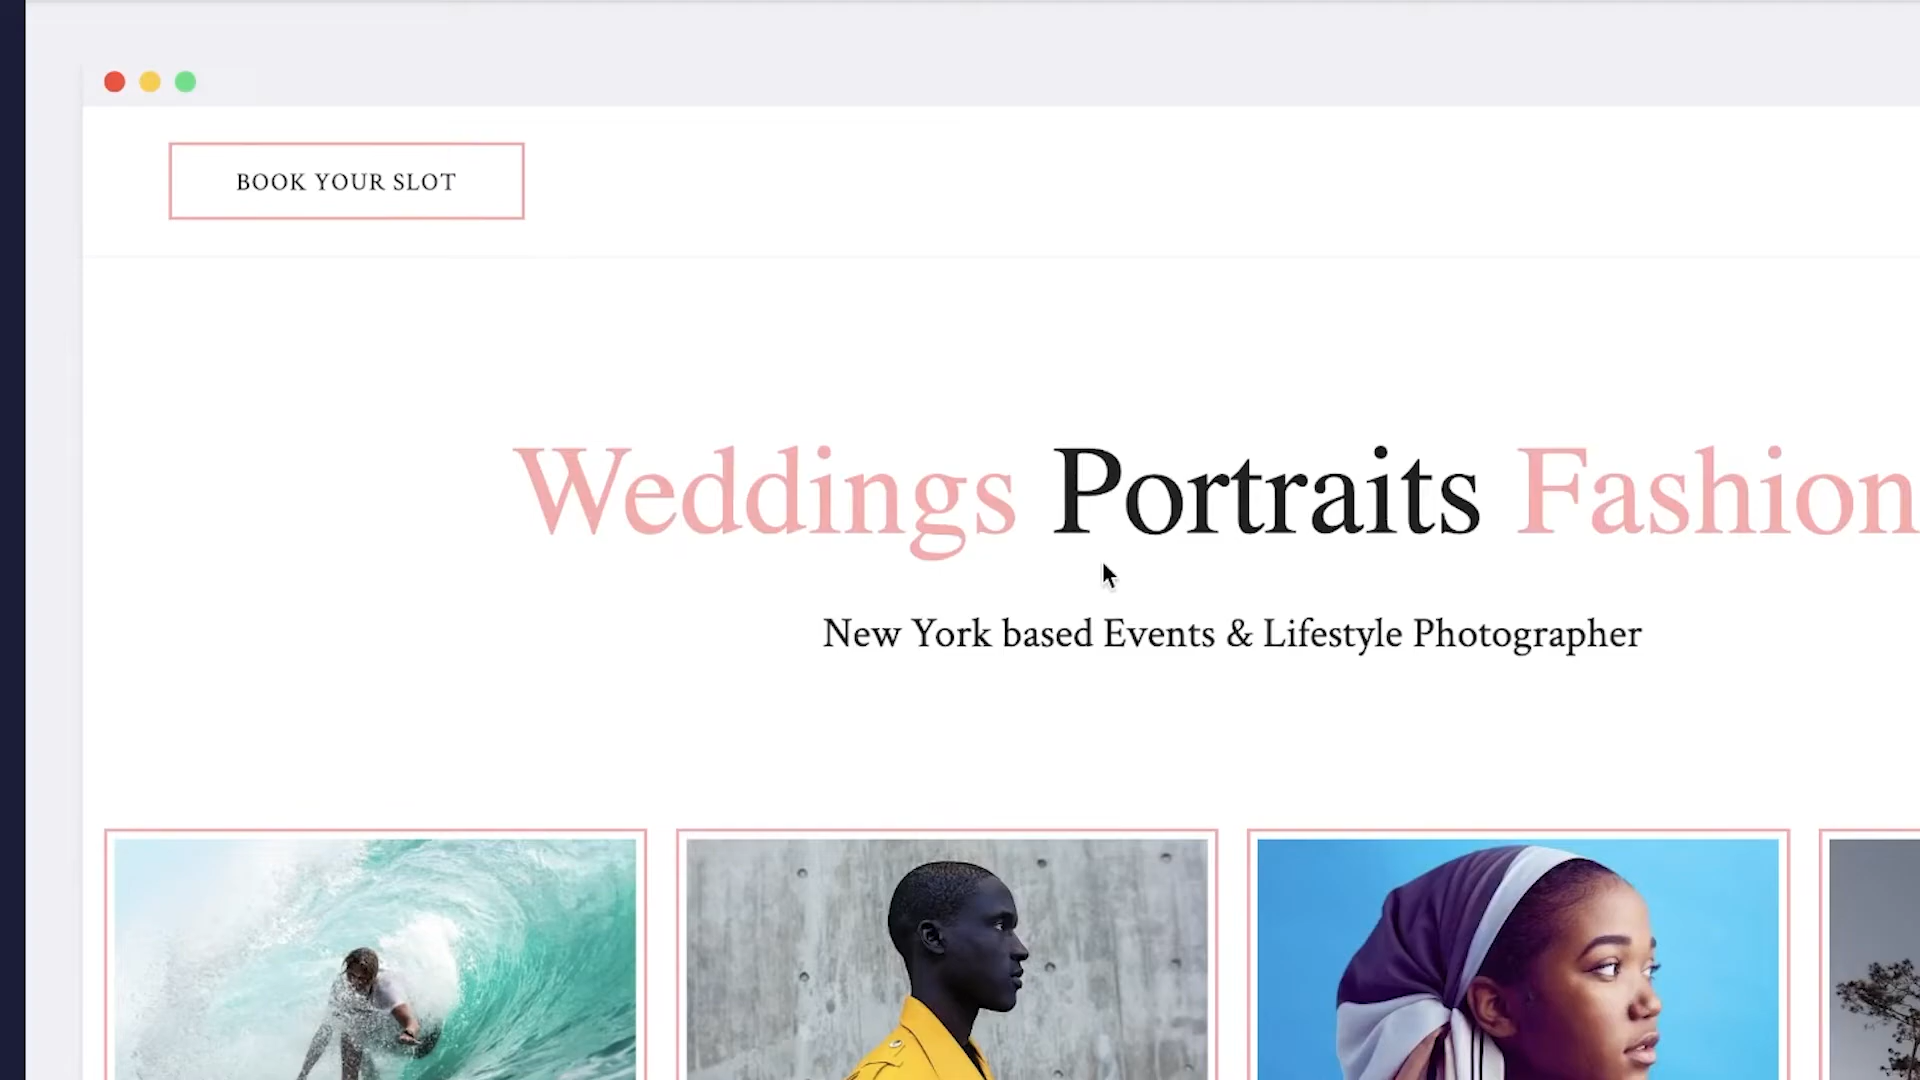 BOOK YOUR SLOT
Weddings Portraits Fashion
New York based Events & Lifestyle Photographer